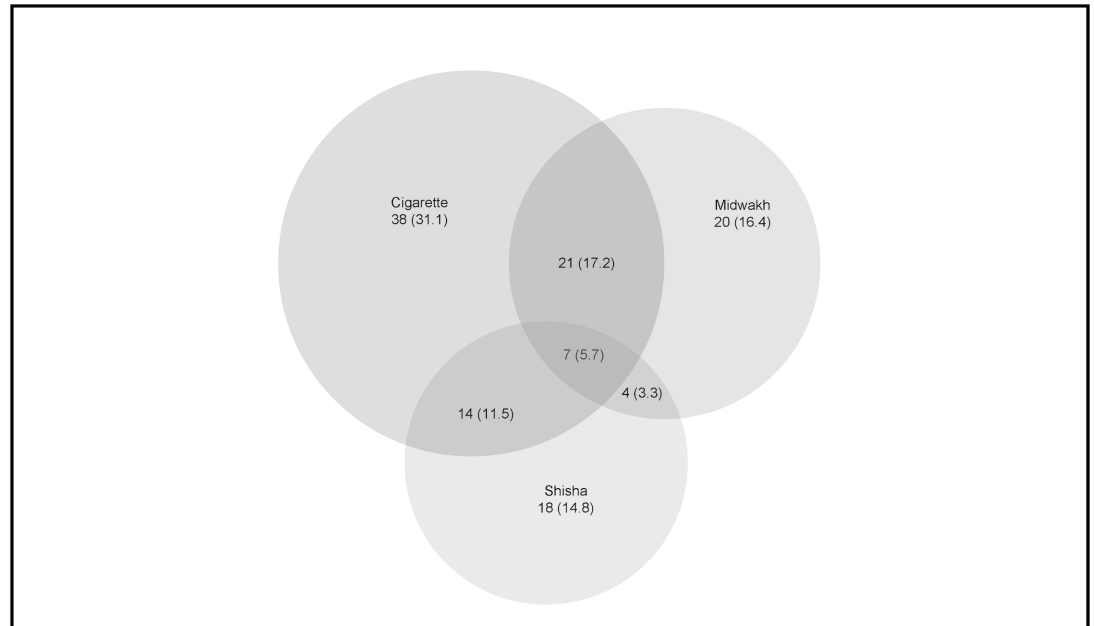 Cigarette
38 (31.1)
Midwakh
20 (16.4)
21 (17.2)
7 (5.7)
4 (3.3)
14 (11.5)
Shisha
18 (14.8)